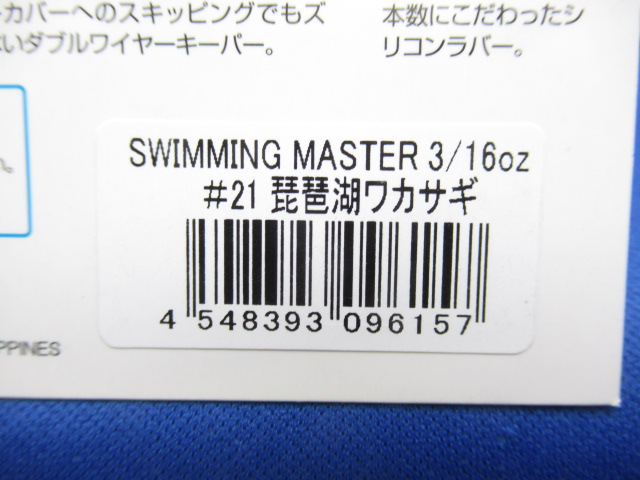 カバーへのスキッピングでもズ
いダブルワイヤーキーパー。
本数にこだわったシ
リコンラバー。
SWIMMING MASTER 3/16oz
#21 琵琶湖ワカサギ
4 548393 096157
PPINES